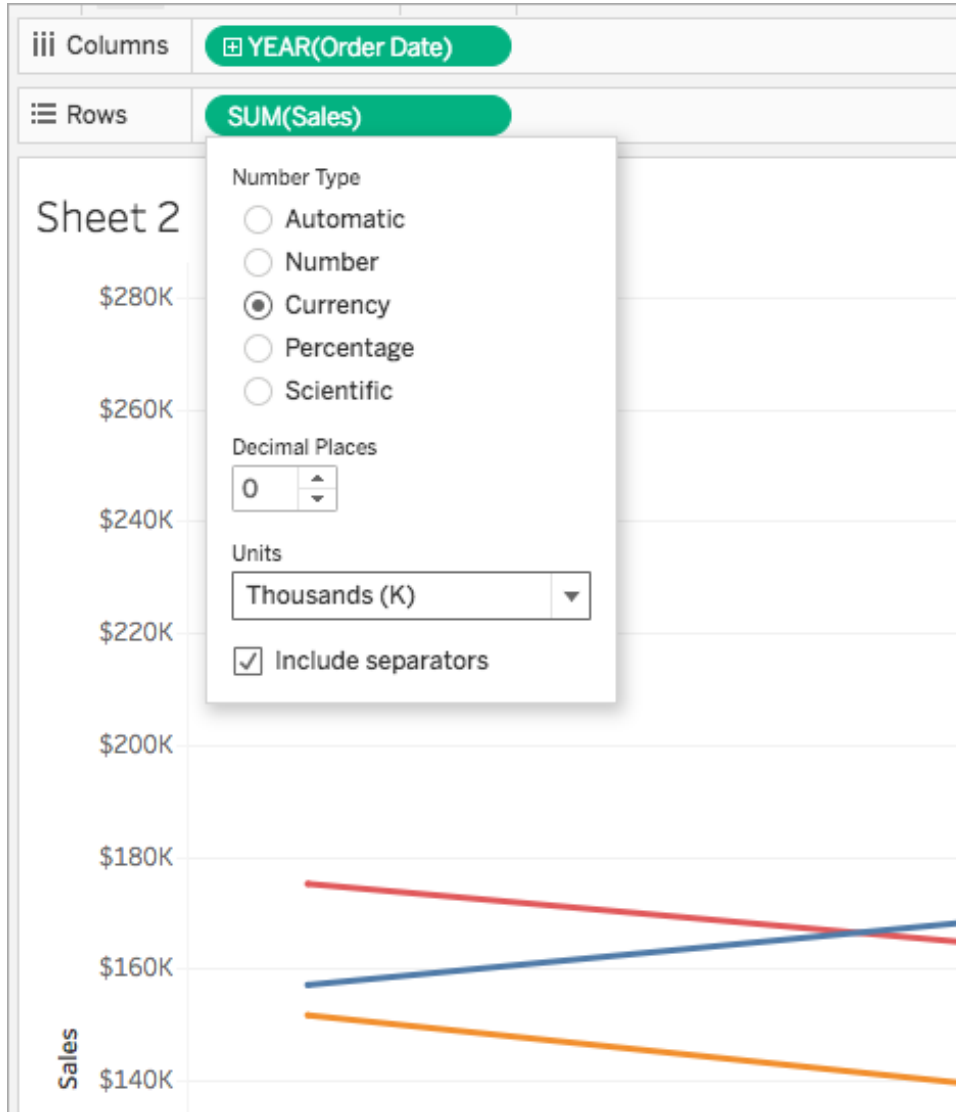 Columns YEAR(Order Date)
Rows SUM(Sales)
Sheet 2
Number Type
Automatic
Number
Currency
Percentage
Scientific
Decimal Places
0
Units
Thousands (K)
Include separators
$280K
$260K
$240K
$220K
$200K
$180K
$160K
$140K
Sales